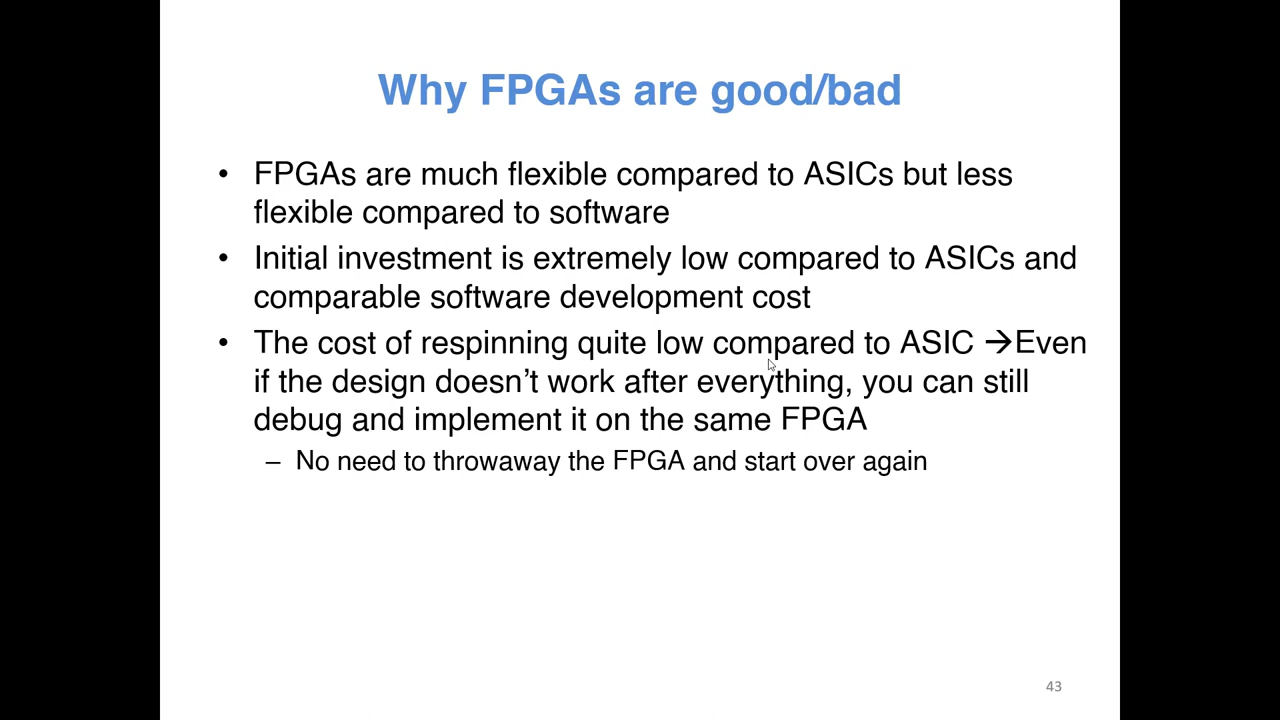 Why FPGAs are good/bad
• FPGAs are much flexible compared to ASICs but less
flexible compared to software
• Initial investment is extremely low compared to ASICs and
comparable software development cost
• The cost of respinning quite low compared to ASIC →Even
if the design doesn’t work after everything, you can still
debug and implement it on the same FPGA
– No need to throwaway the FPGA and start over again
43